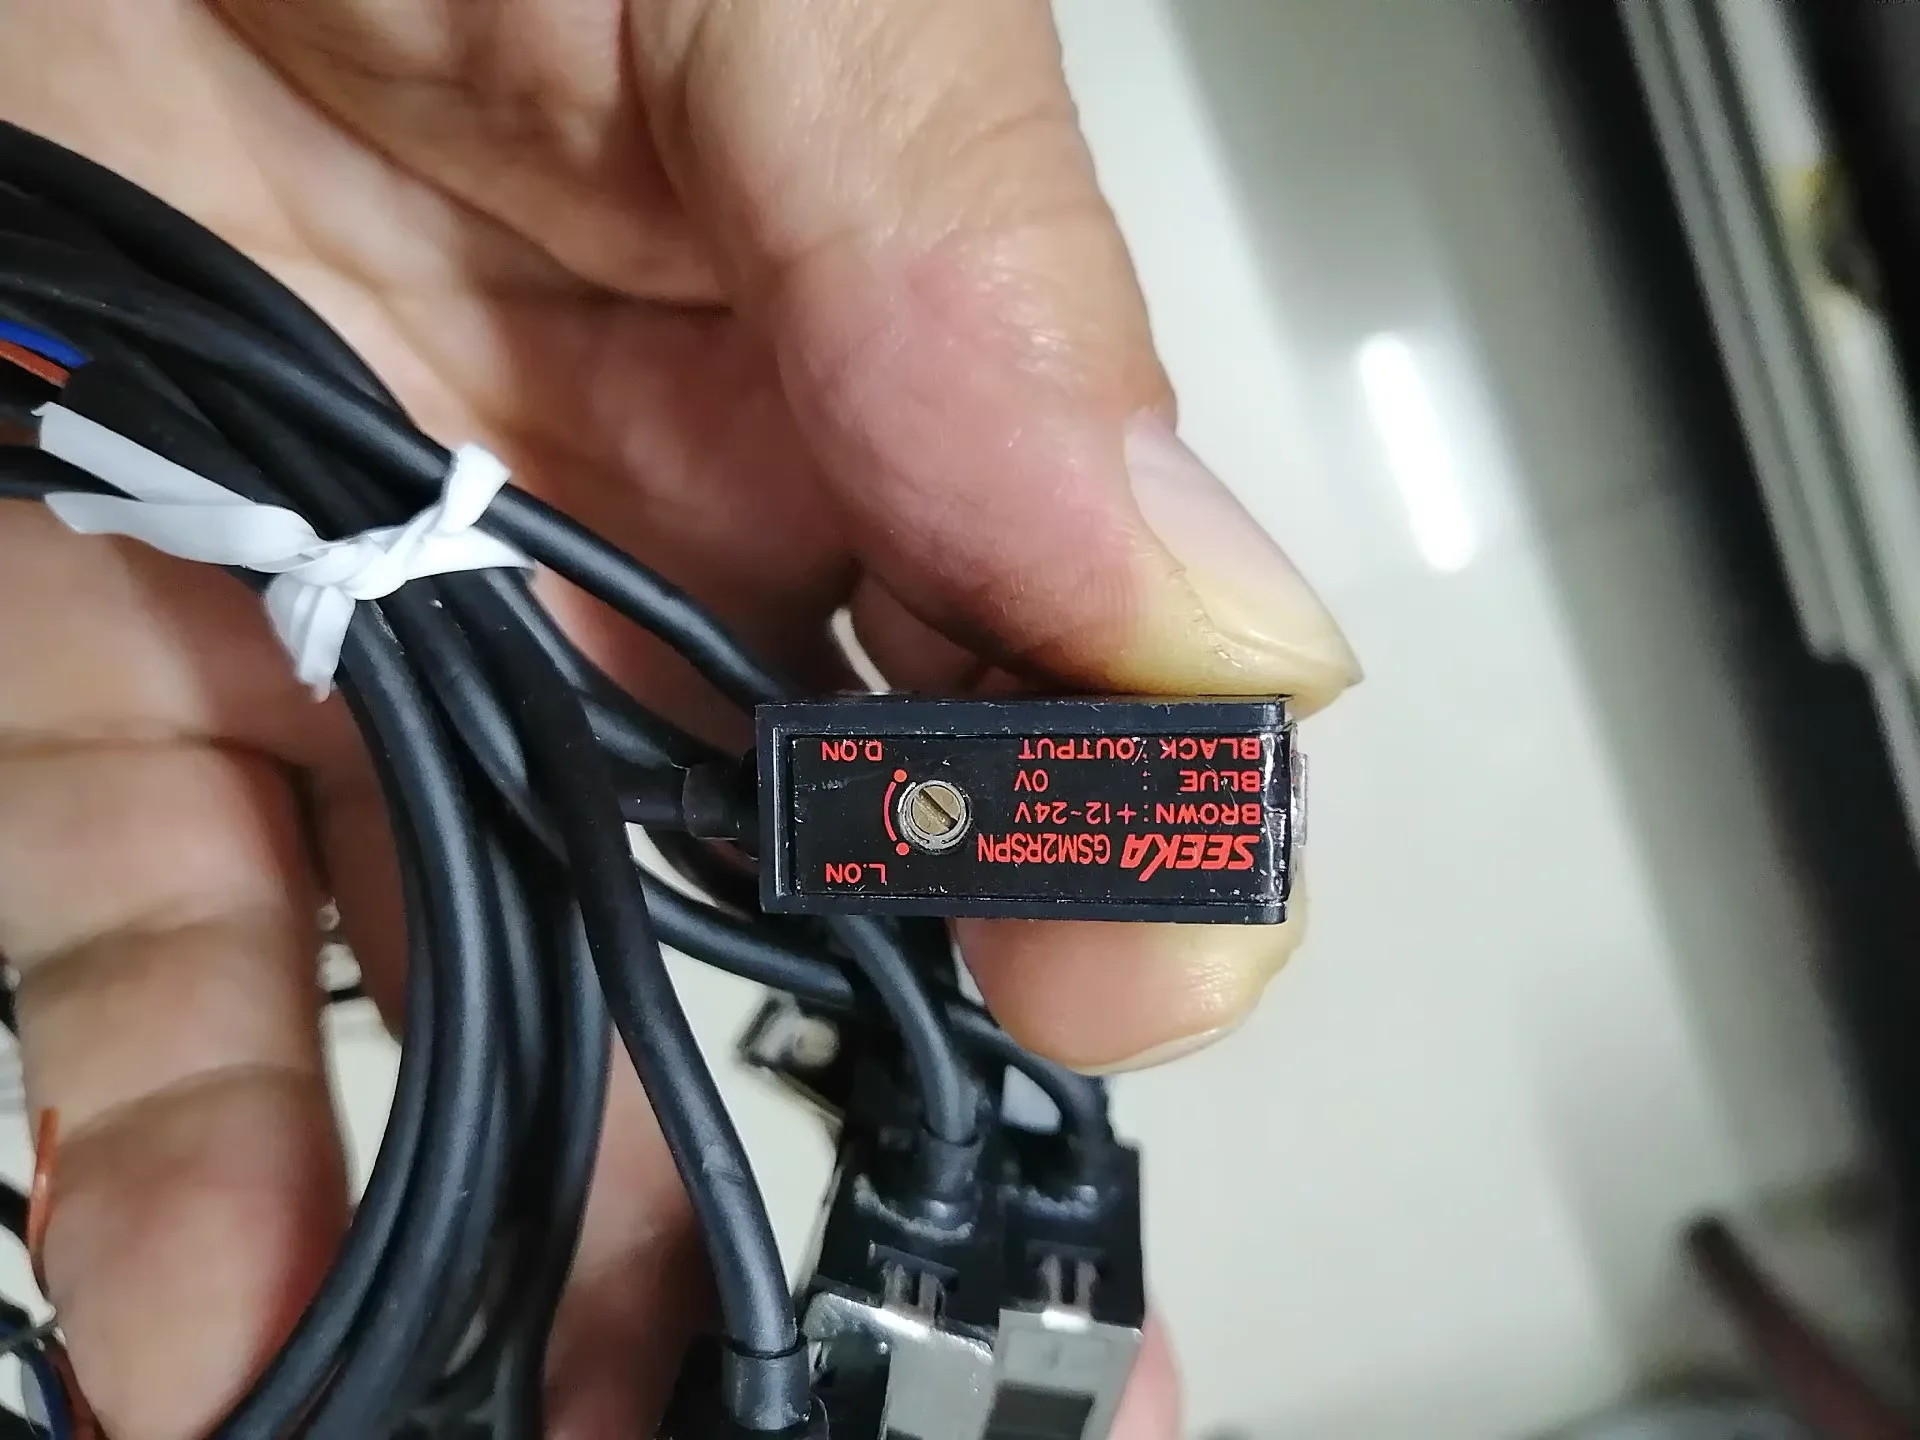 SEEKA GSM2RSPN
BROWN:+12~24V
BLUE : 0V
BLACK:OUTPUT
L.ON
D.ON